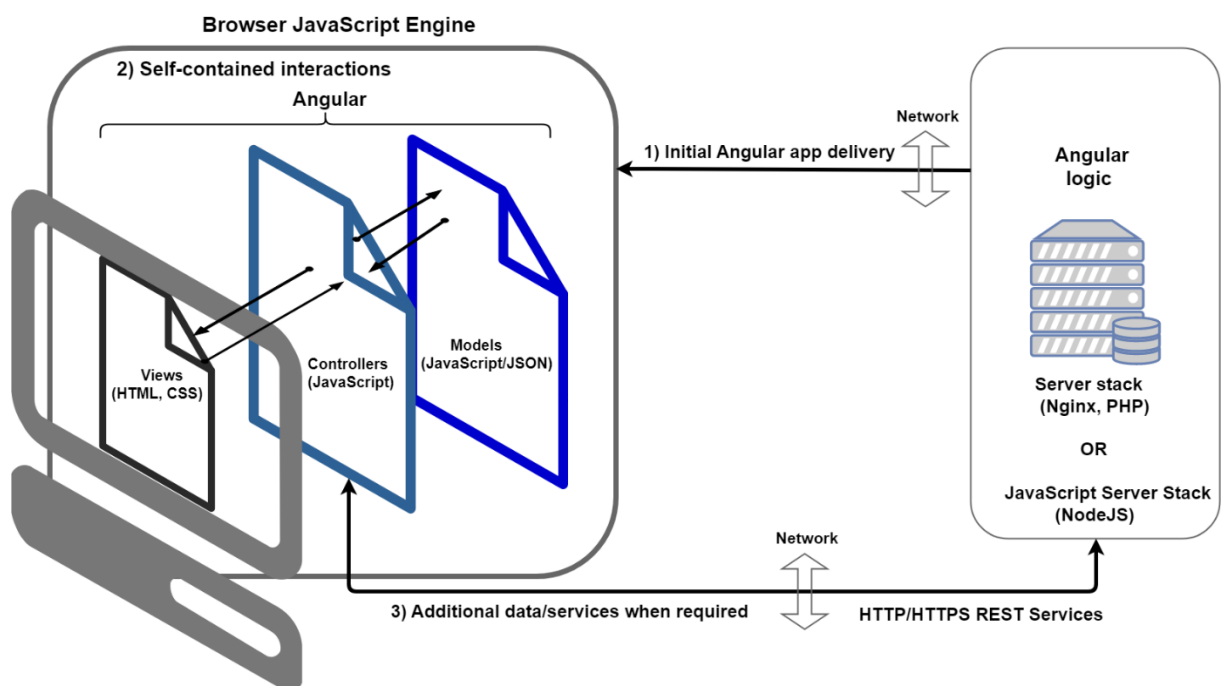 Browser JavaScript Engine
2) Self-contained interactions
Angular
Network
1) Initial Angular app delivery
Angular
logic
Models
(JavaScript/JSON)
Controllers
(JavaScript)
Views
(HTML, CSS)
Server stack
(Nginx, PHP)
OR
JavaScript Server Stack
(NodeJS)
Network
3) Additional data/services when required
HTTP/HTTPS REST Services